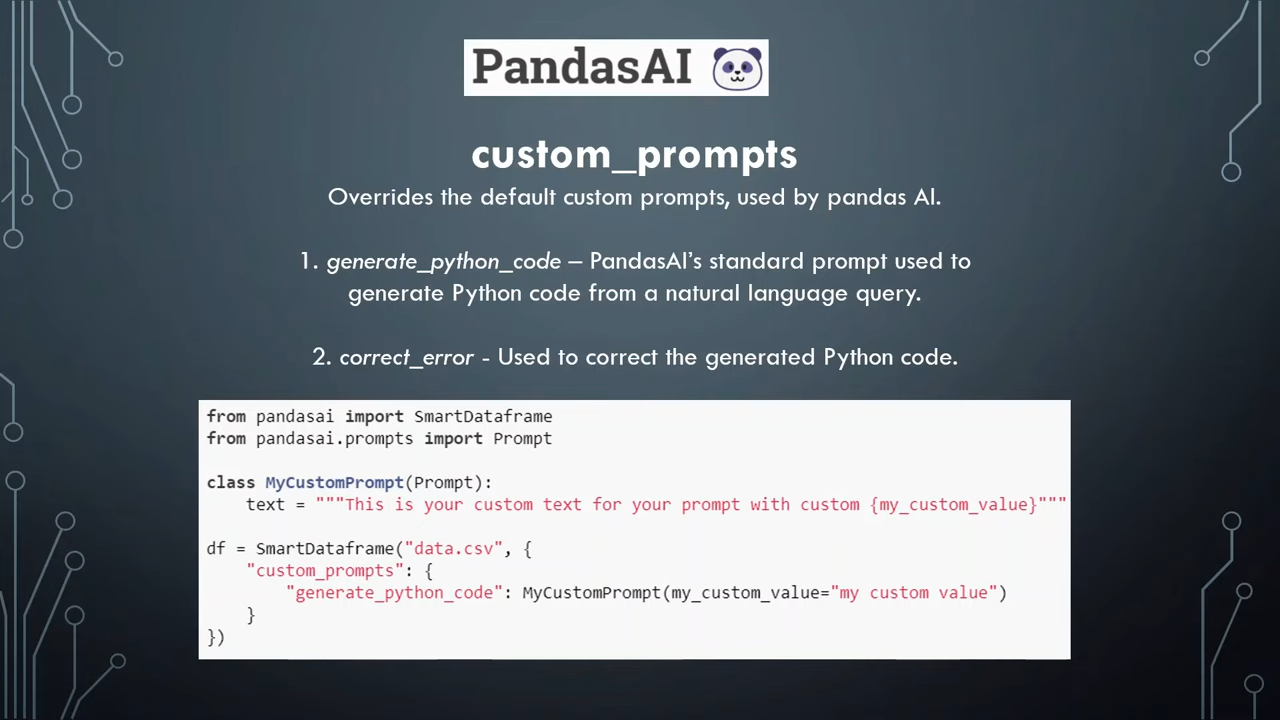 PandasAI
custom_prompts
Overrides the default custom prompts, used by pandas AI.
1. generate_python_code – PandasAI's standard prompt used to
generate Python code from a natural language query.
2. correct_error - Used to correct the generated Python code.
from pandasai import SmartDataframe
from pandasai.prompts import Prompt
class MyCustomPrompt(Prompt):
    text = """This is your custom text for your prompt with custom {my_custom_value}"""
df = SmartDataframe("data.csv", {
    "custom_prompts": {
        "generate_python_code": MyCustomPrompt(my_custom_value="my custom value")
    }
})